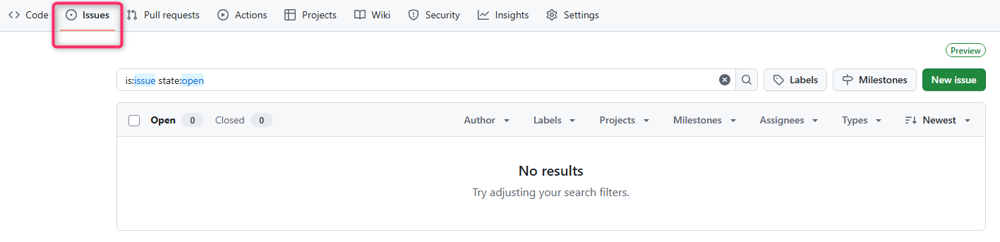 Code Issues Pull requests Actions Projects Wiki Security Insights Settings
Preview
is:issue state:open Labels Milestones New issue
Open 0 Closed 0 Author Labels Projects Milestones Assignees Types Newest
No results
Try adjusting your search filters.